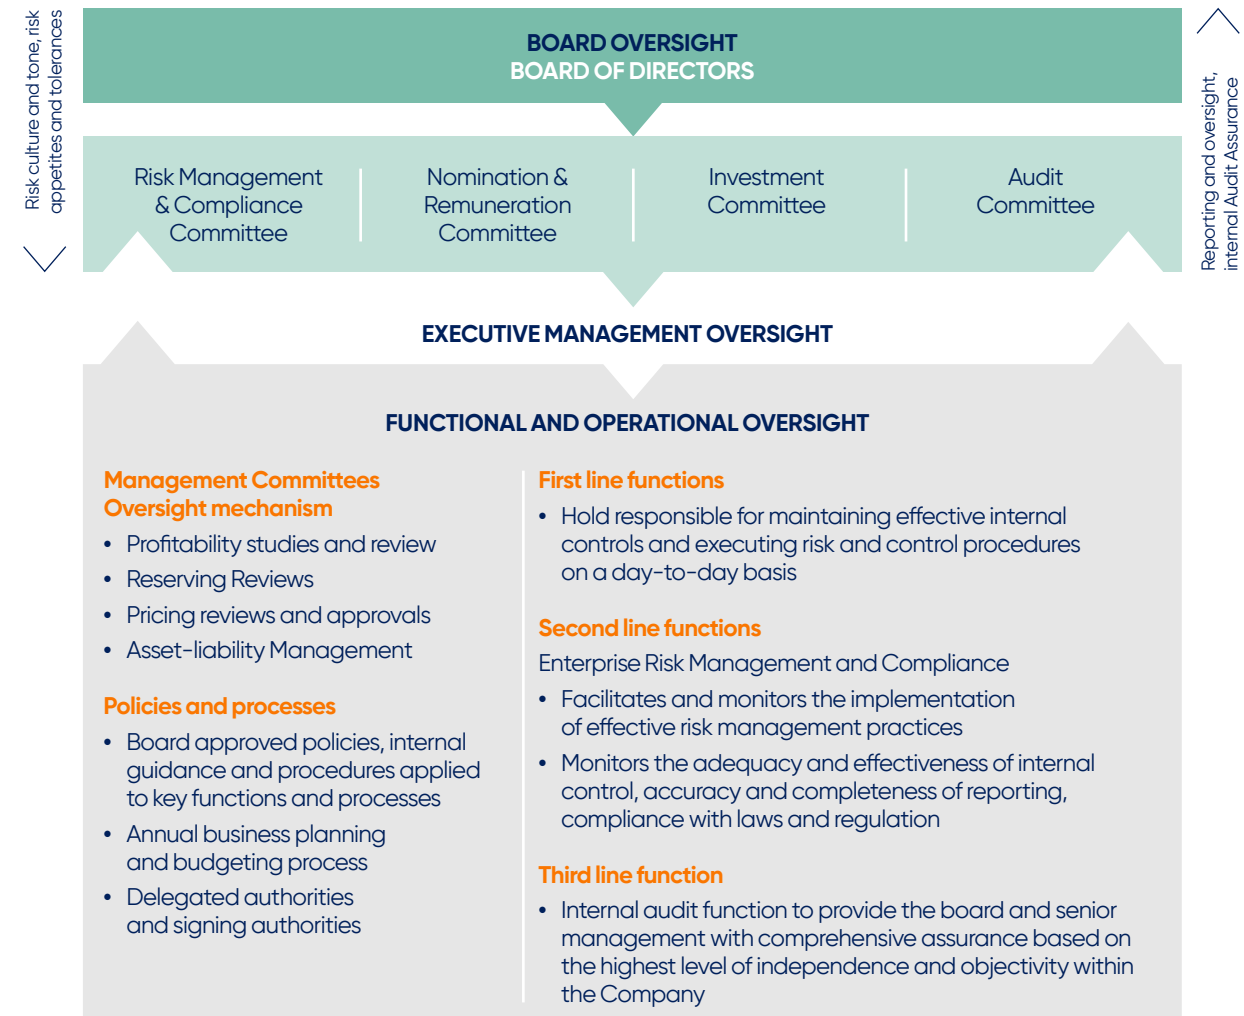 Risk culture and tone, risk
appetites and tolerances
BOARD OVERSIGHT
BOARD OF DIRECTORS
Reporting and oversight,
internal Audit Assurance
Risk Management
& Compliance
Committee
Nomination &
Remuneration
Committee
Investment
Committee
Audit
Committee
EXECUTIVE MANAGEMENT OVERSIGHT
FUNCTIONAL AND OPERATIONAL OVERSIGHT
Management Committees
Oversight mechanism
• Profitability studies and review
• Reserving Reviews
• Pricing reviews and approvals
• Asset-liability Management
Policies and processes
• Board approved policies, internal
guidance and procedures applied
to key functions and processes
• Annual business planning
and budgeting process
• Delegated authorities
and signing authorities
First line functions
• Hold responsible for maintaining effective internal
controls and executing risk and control procedures
on a day-to-day basis
Second line functions
Enterprise Risk Management and Compliance
• Facilitates and monitors the implementation
of effective risk management practices
• Monitors the adequacy and effectiveness of internal
control, accuracy and completeness of reporting,
compliance with laws and regulation
Third line function
• Internal audit function to provide the board and senior
management with comprehensive assurance based on
the highest level of independence and objectivity within
the Company